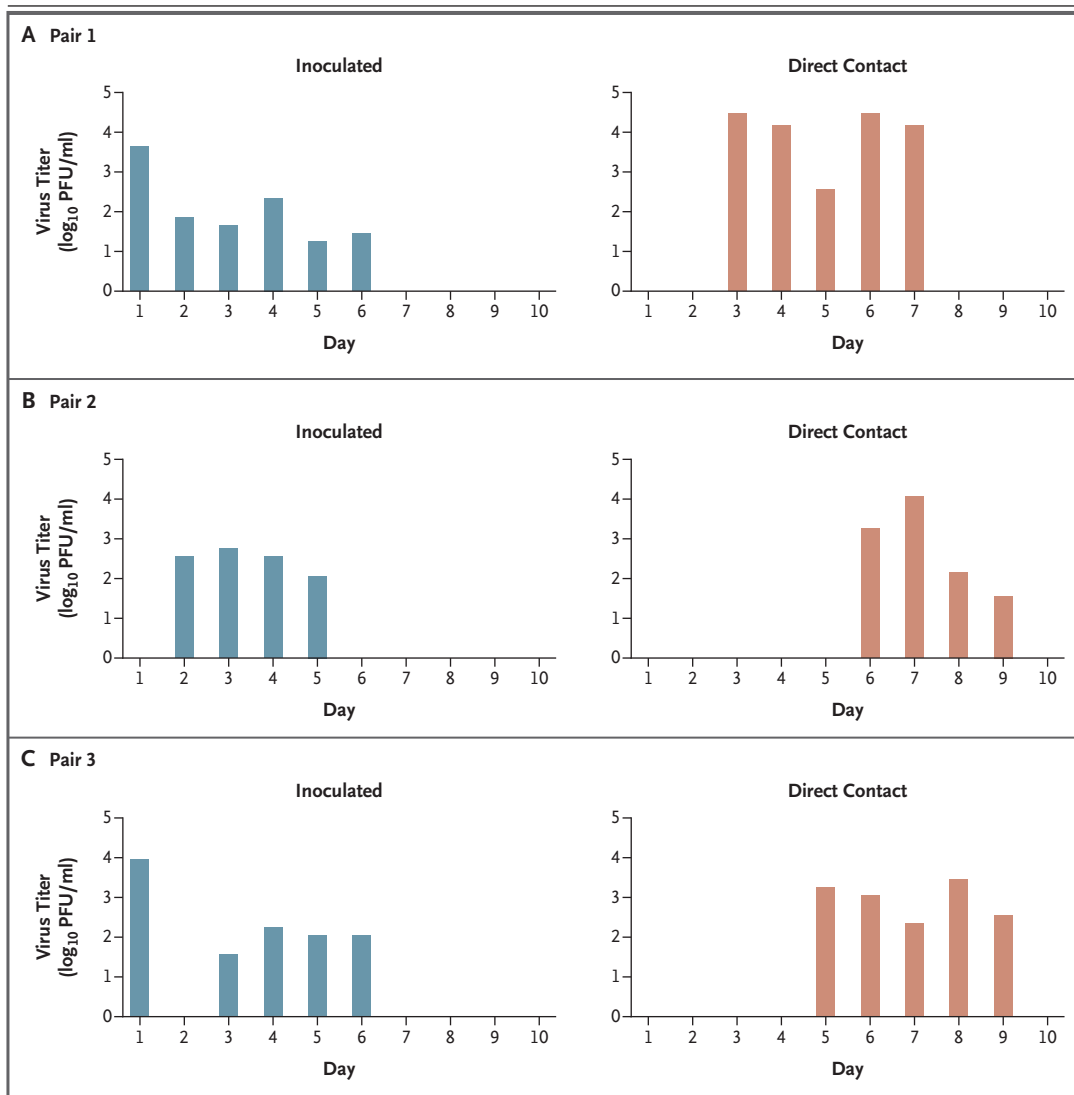 A Pair 1
Inoculated
Direct Contact
Virus Titer
(log10 PFU/ml)
5
4
3
2
1
0
1 2 3 4 5 6 7 8 9 10
Day
5
4
3
2
1
0
1 2 3 4 5 6 7 8 9 10
Day
B Pair 2
Inoculated
Direct Contact
Virus Titer
(log10 PFU/ml)
5
4
3
2
1
0
1 2 3 4 5 6 7 8 9 10
Day
5
4
3
2
1
0
1 2 3 4 5 6 7 8 9 10
Day
C Pair 3
Inoculated
Direct Contact
Virus Titer
(log10 PFU/ml)
5
4
3
2
1
0
1 2 3 4 5 6 7 8 9 10
Day
5
4
3
2
1
0
1 2 3 4 5 6 7 8 9 10
Day